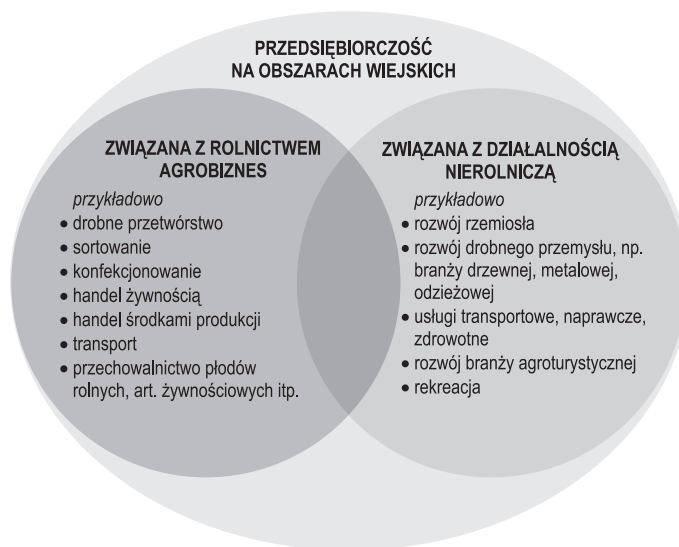 PRZEDSIĘBIORCZOŚĆ
NA OBSZARACH WIEJSKICH
ZWIĄZANA Z ROLNICTWEM
AGROBIZNES
przykładowo
• drobne przetwórstwo
• sortowanie
• konfekcjonowanie
• handel żywnością
• handel środkami produkcji
• transport
• przechowalnictwo płodów
rolnych, art. żywnościowych itp.
ZWIĄZANA Z DZIAŁALNOŚCIĄ
NIEROLNICZĄ
przykładowo
• rozwój rzemiosła
• rozwój drobnego przemysłu, np.
branży drzewnej, metalowej,
odzieżowej
• usługi transportowe, naprawcze,
zdrowotne
• rozwój branży agroturystycznej
• rekreacja